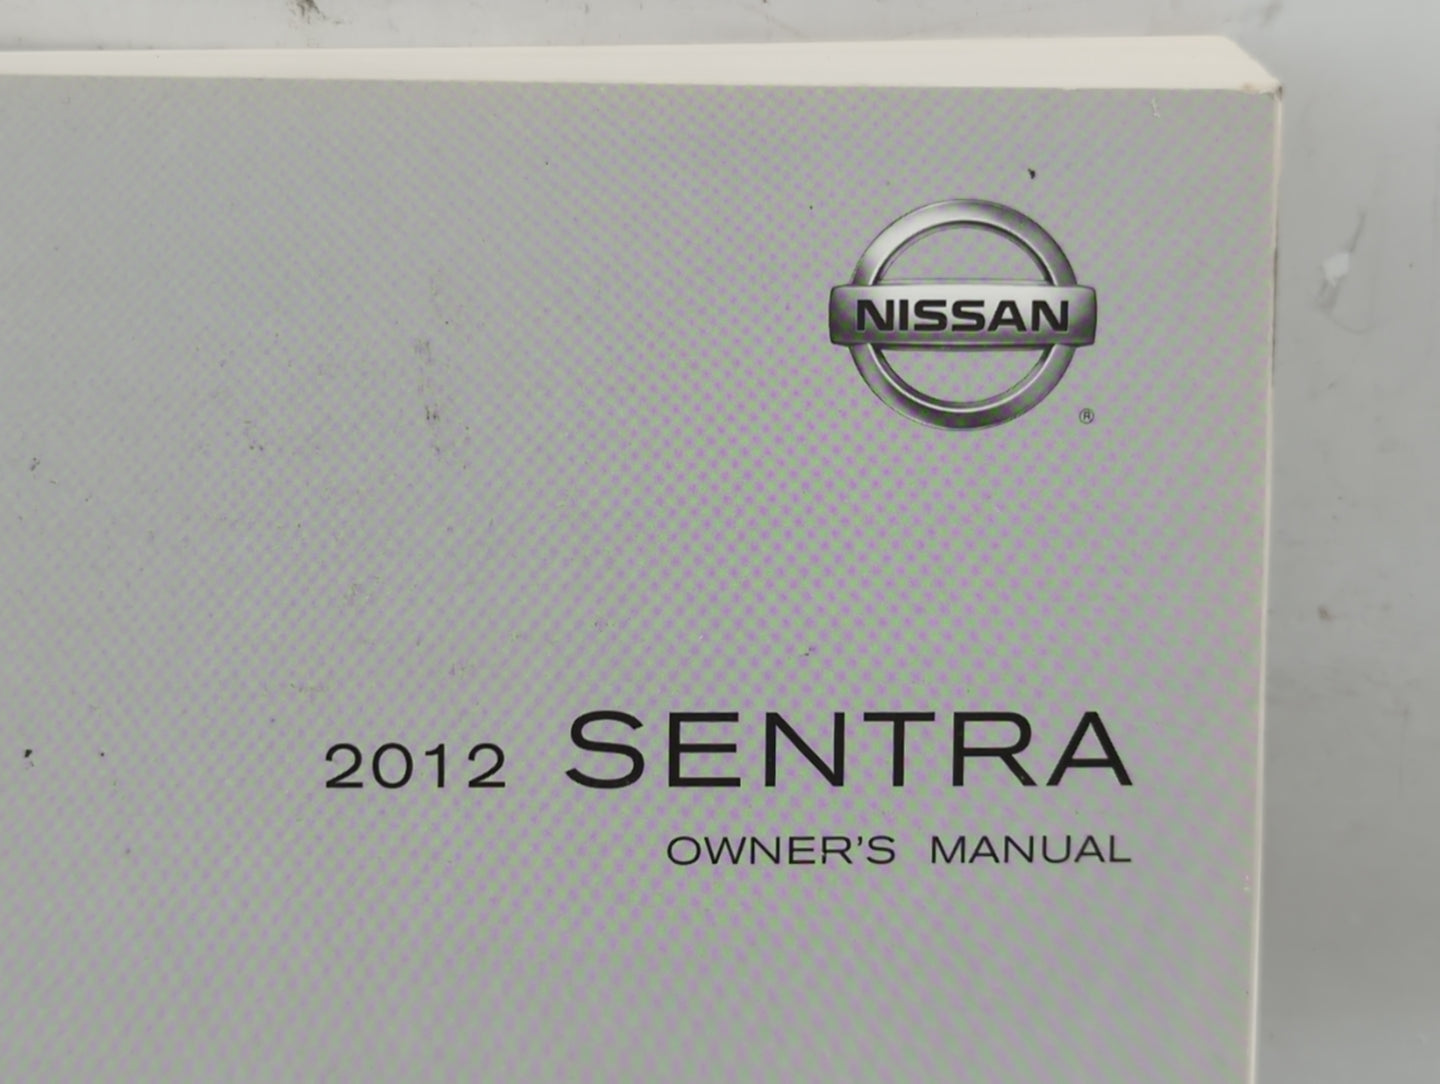 NISSAN
®
2012 SENTRA
OWNER'S MANUAL